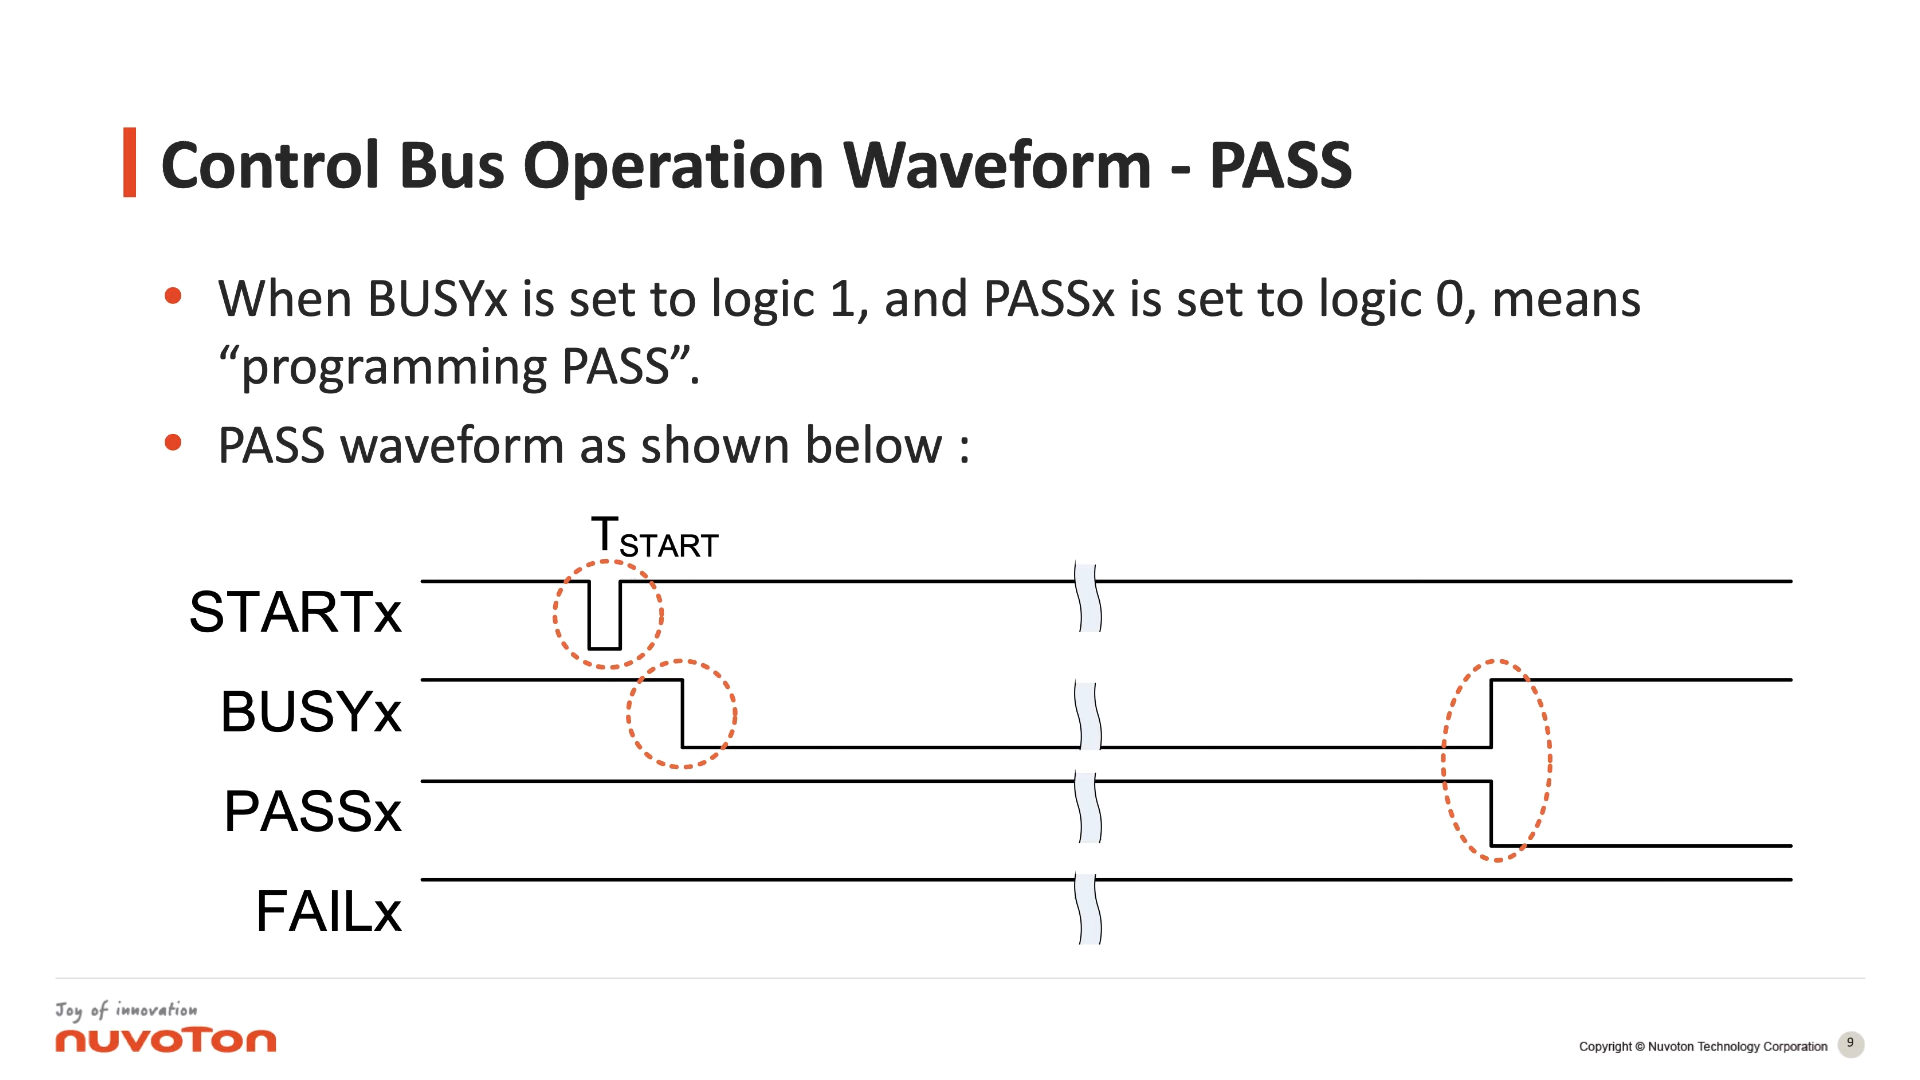 Control Bus Operation Waveform - PASS
• When BUSYx is set to logic 1, and PASSx is set to logic 0, means
“programming PASS”.
• PASS waveform as shown below :
TSTART
STARTx
BUSYx
PASSx
FAILx
Joy of innovation
nuvoTon
Copyright © Nuvoton Technology Corporation 9